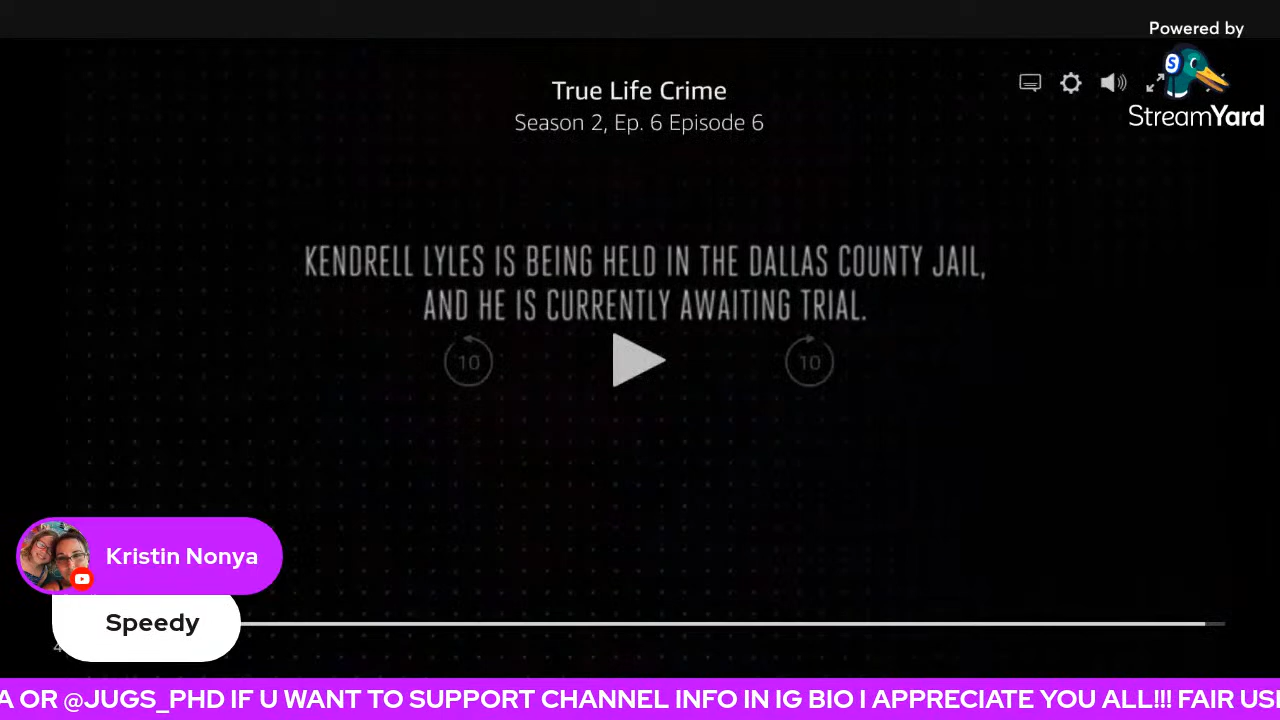 Powered by
StreamYard
True Life Crime
Season 2, Ep. 6 Episode 6
KENDRELL LYLES IS BEING HELD IN THE DALLAS COUNTY JAIL,
AND HE IS CURRENTLY AWAITING TRIAL.
10
10
Kristin Nonya
Speedy
A OR @JUGS_PHD IF U WANT TO SUPPORT CHANNEL INFO IN IG BIO I APPRECIATE YOU ALL!!! FAIR USE